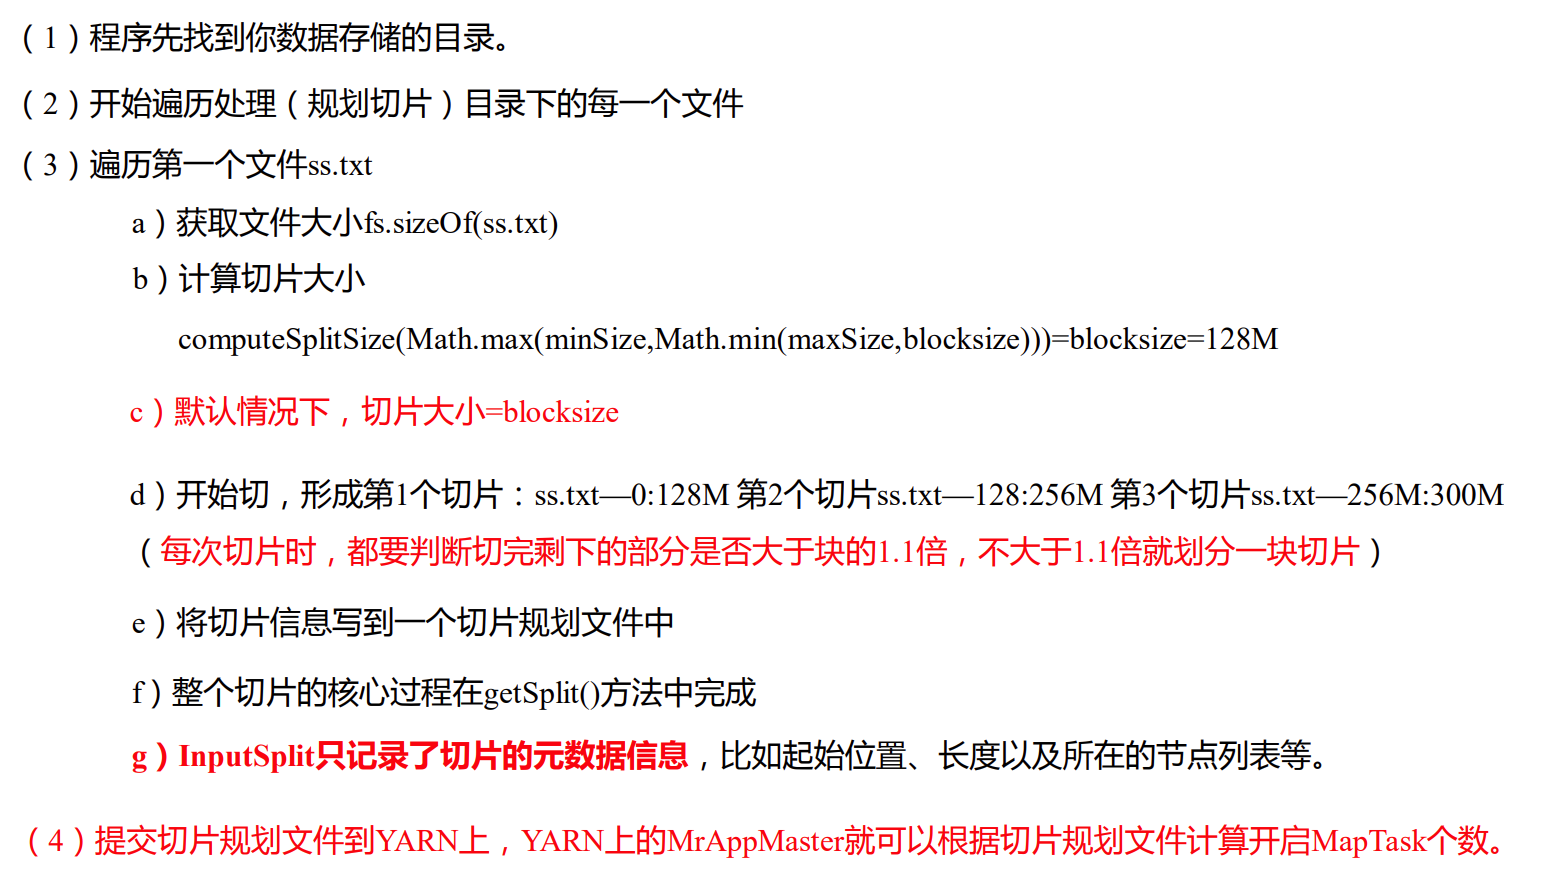 （1）程序先找到你数据存储的目录。
（2）开始遍历处理（规划切片）目录下的每一个文件
（3）遍历第一个文件ss.txt
a）获取文件大小fs.sizeOf(ss.txt)
b）计算切片大小
computeSplitSize(Math.max(minSize,Math.min(maxSize,blocksize)))=blocksize=128M
c）默认情况下，切片大小=blocksize
d）开始切，形成第1个切片：ss.txt—0:128M 第2个切片ss.txt—128:256M 第3个切片ss.txt—256M:300M
（每次切片时，都要判断切完剩下的部分是否大于块的1.1倍，不大于1.1倍就划分一块切片）
e）将切片信息写到一个切片规划文件中
f）整个切片的核心过程在getSplit()方法中完成
g）InputSplit只记录了切片的元数据信息，比如起始位置、长度以及所在的节点列表等。
（4）提交切片规划文件到YARN上，YARN上的MrAppMaster就可以根据切片规划文件计算开启MapTask个数。